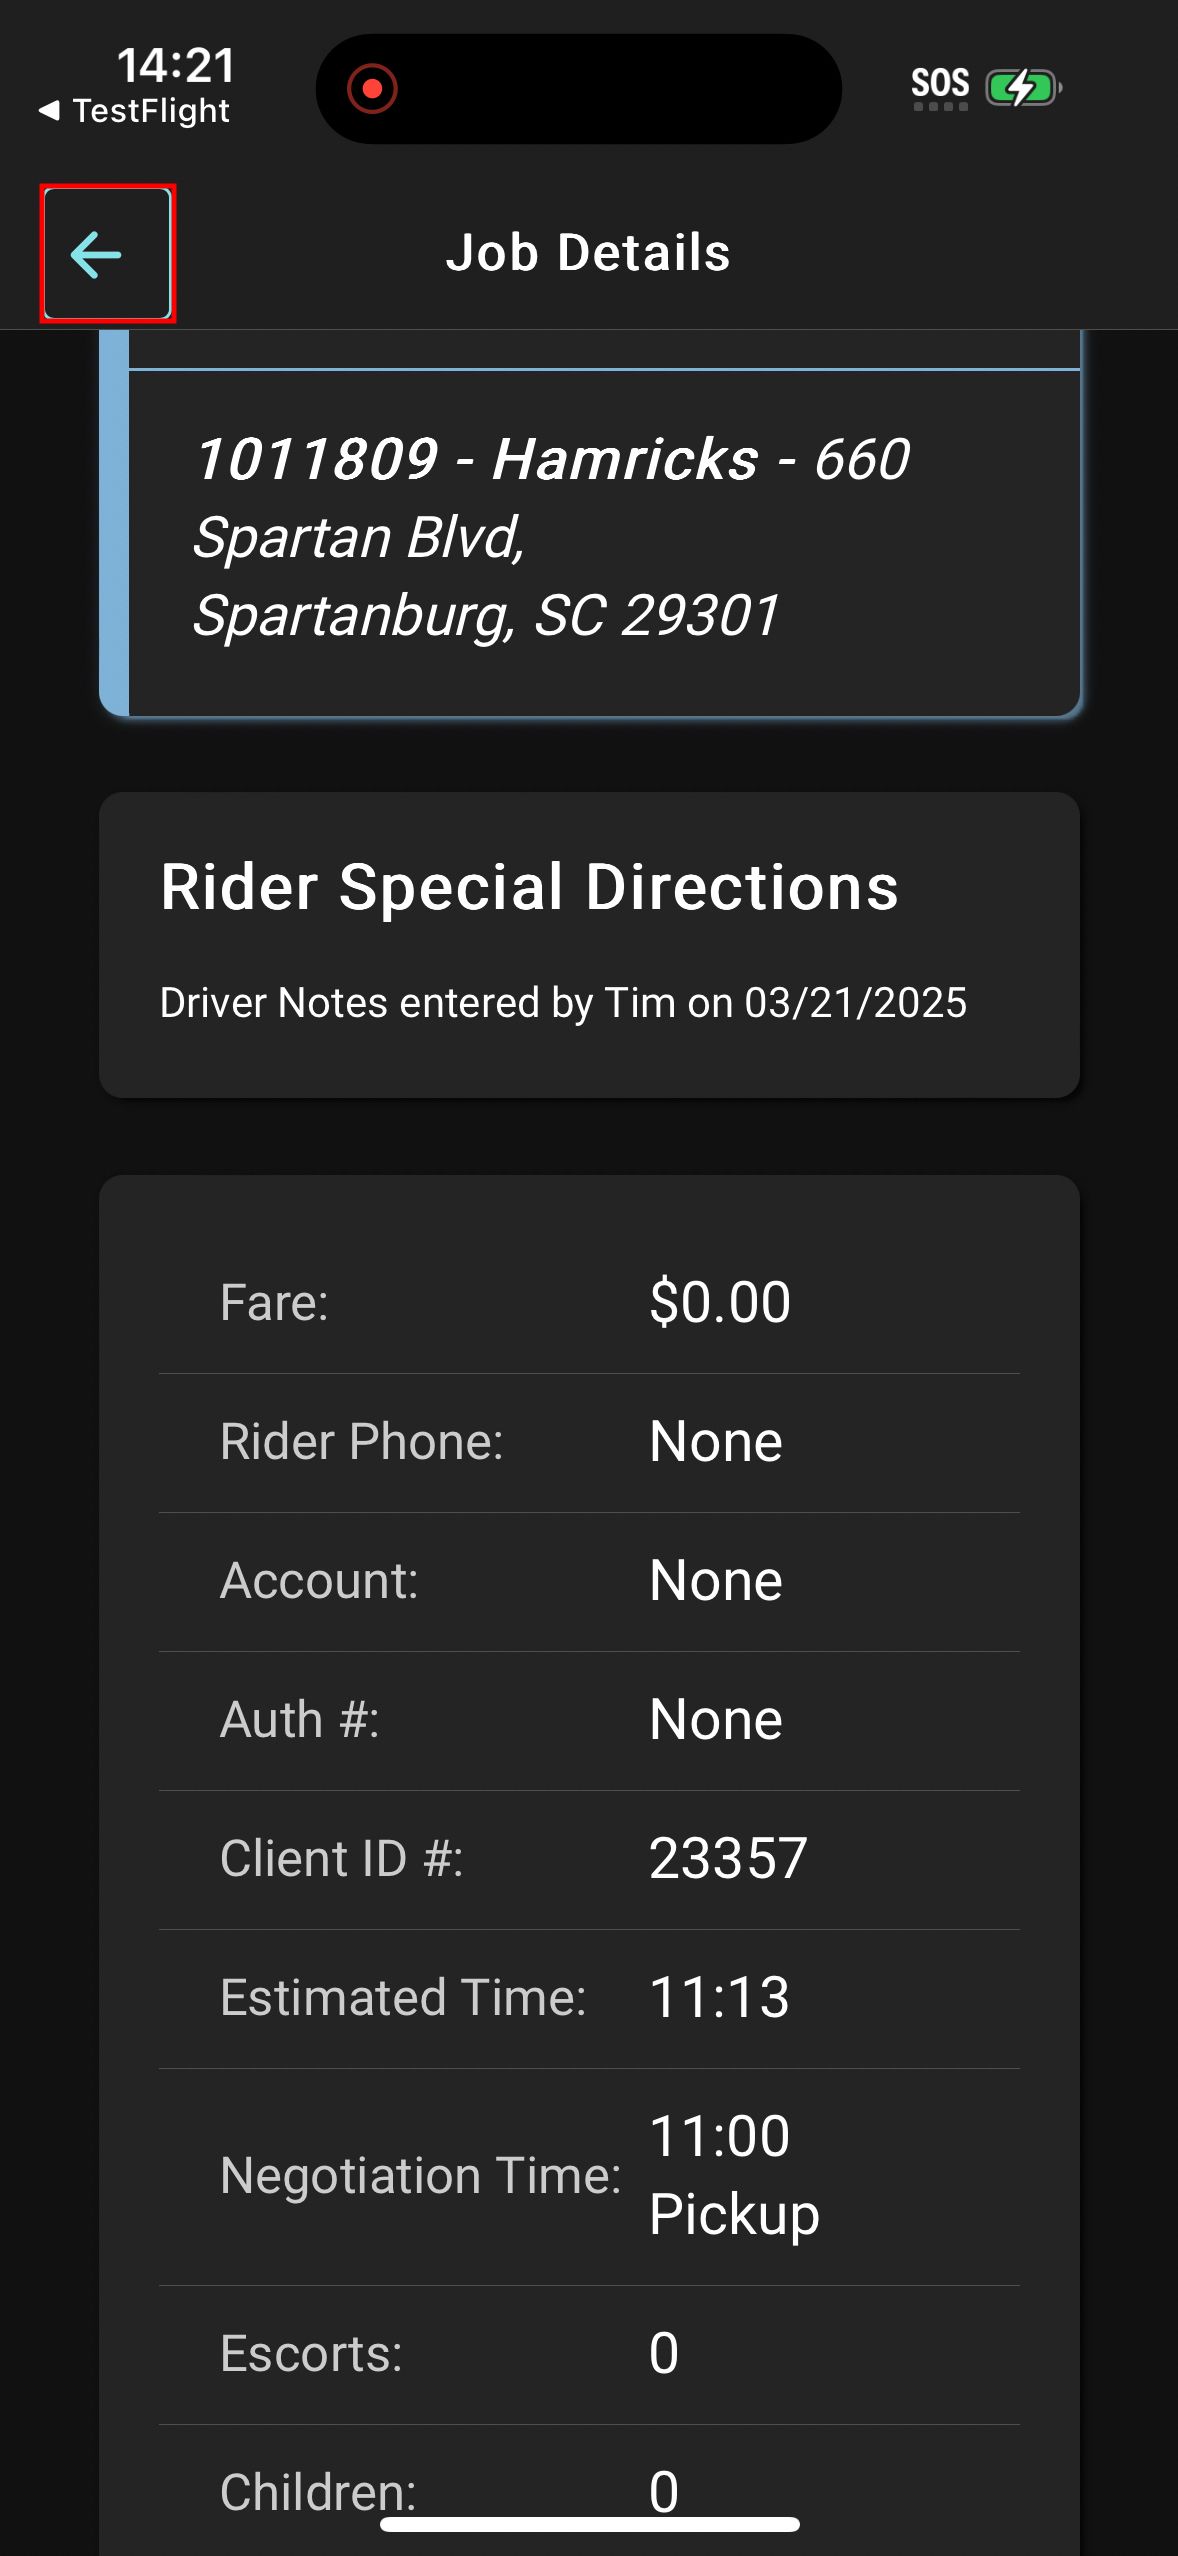 14:21
SOS
◀ TestFlight
Job Details
1011809 - Hamricks - 660
Spartan Blvd,
Spartanburg, SC 29301
Rider Special Directions
Driver Notes entered by Tim on 03/21/2025
Fare: $0.00
Rider Phone: None
Account: None
Auth #: None
Client ID #: 23357
Estimated Time: 11:13
Negotiation Time: 11:00
Pickup
Escorts: 0
Children: 0